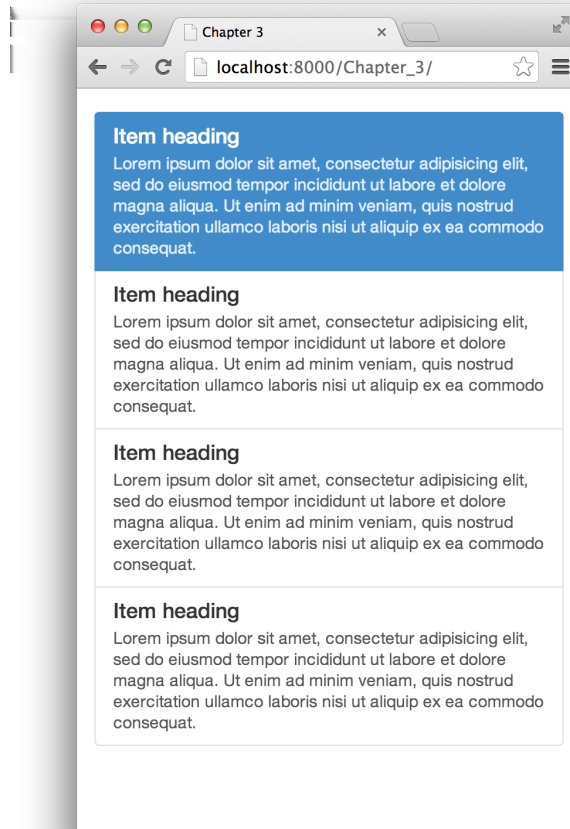 Chapter 3
localhost:8000/Chapter_3/
Item heading
Lorem ipsum dolor sit amet, consectetur adipisicing elit,
sed do eiusmod tempor incididunt ut labore et dolore
magna aliqua. Ut enim ad minim veniam, quis nostrud
exercitation ullamco laboris nisi ut aliquip ex ea commodo
consequat.
Item heading
Lorem ipsum dolor sit amet, consectetur adipisicing elit,
sed do eiusmod tempor incididunt ut labore et dolore
magna aliqua. Ut enim ad minim veniam, quis nostrud
exercitation ullamco laboris nisi ut aliquip ex ea commodo
consequat.
Item heading
Lorem ipsum dolor sit amet, consectetur adipisicing elit,
sed do eiusmod tempor incididunt ut labore et dolore
magna aliqua. Ut enim ad minim veniam, quis nostrud
exercitation ullamco laboris nisi ut aliquip ex ea commodo
consequat.
Item heading
Lorem ipsum dolor sit amet, consectetur adipisicing elit,
sed do eiusmod tempor incididunt ut labore et dolore
magna aliqua. Ut enim ad minim veniam, quis nostrud
exercitation ullamco laboris nisi ut aliquip ex ea commodo
consequat.